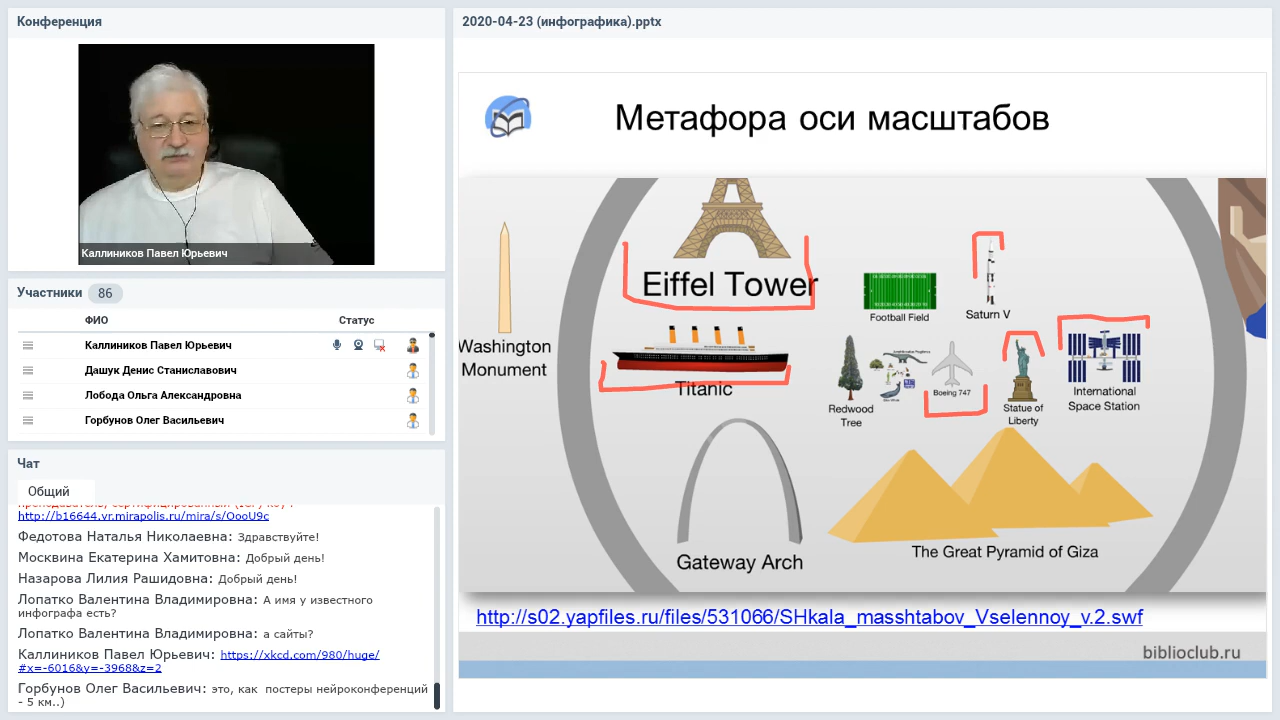 Конференция
Каллиников Павел Юрьевич
Участники 86
ФИО Статус
Каллиников Павел Юрьевич
Дашук Денис Станиславович
Лобода Ольга Александровна
Горбунов Олег Васильевич
Чат
Общий
http://b16644.vr.mirapolis.ru/mira/s/OooU9c
Федотова Наталья Николаевна: Здравствуйте!
Москвина Екатерина Хамитовна: Добрый день!
Назарова Лилия Рашидовна: Добрый день!
Лопатко Валентина Владимировна: А имя у известного
инфографа есть?
Лопатко Валентина Владимировна: а сайты?
Каллиников Павел Юрьевич: https://xkcd.com/980/huge/
#x=-6016&y=-3968&z=2
Горбунов Олег Васильевич: это, как постеры нейроконференций
- 5 км..)
2020-04-23 (инфографика).pptx
Метафора оси масштабов
Washington
Monument
Eiffel Tower
Titanic
Gateway Arch
Football Field
Saturn V
Redwood
Tree
Boeing 747
Statue of
Liberty
International
Space Station
The Great Pyramid of Giza
http://s02.yapfiles.ru/files/531066/SHkala_masshtabov_Vselennoy_v.2.swf
biblioclub.ru